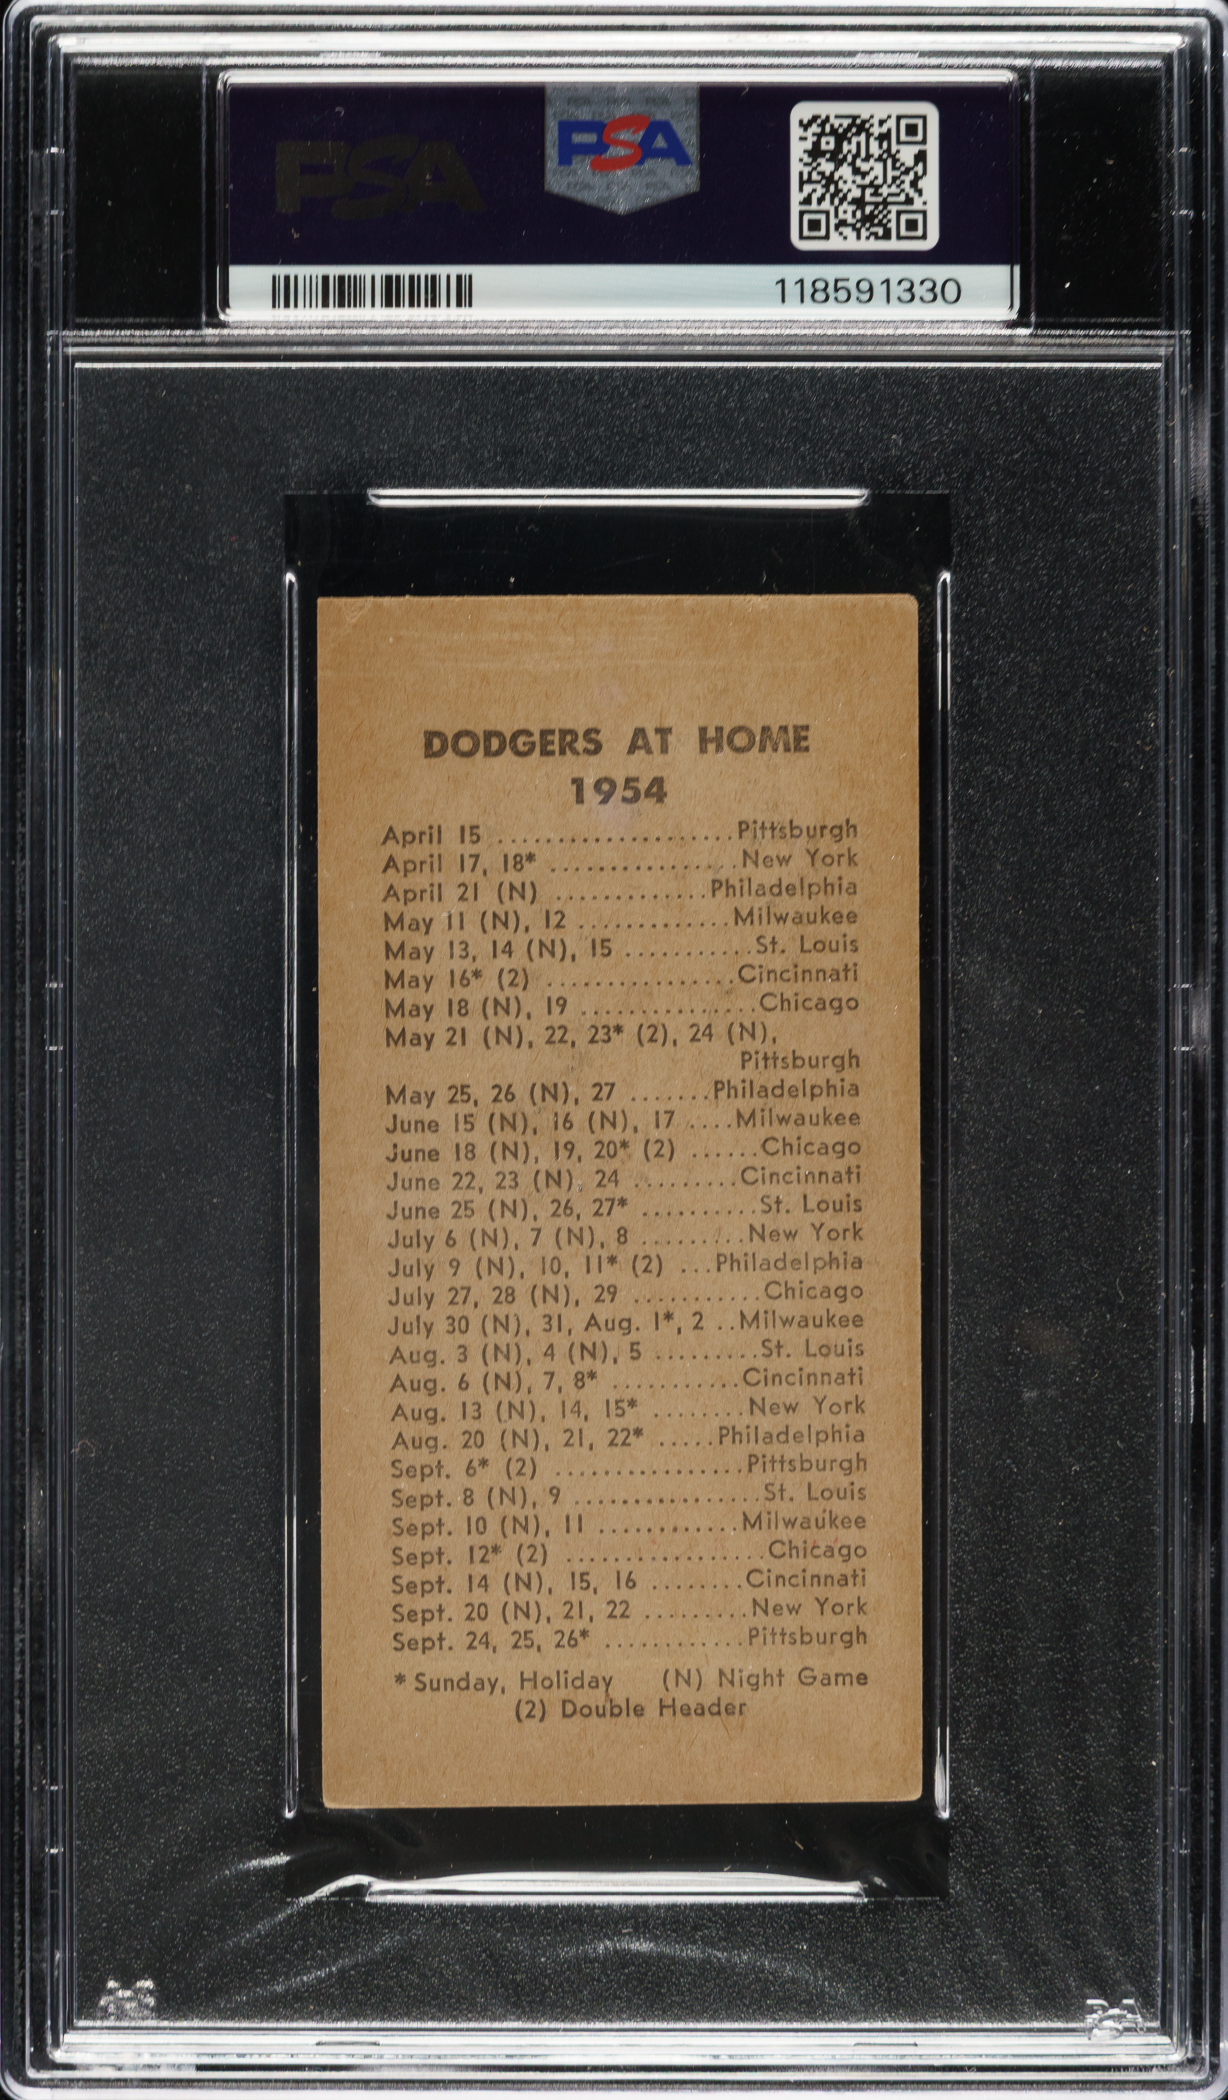 PSA
PSA
118591330
DODGERS AT HOME
1954
April 15 ....................Pittsburgh
April 17, 18* ................New York
April 21 (N) .............Philadelphia
May 11 (N), 12 .............Milwaukee
May 13, 14 (N), 15 ...........St. Louis
May 16* (2) ................Cincinnati
May 18 (N), 19 ...............Chicago
May 21 (N), 22, 23* (2), 24 (N),
Pittsburgh
May 25, 26 (N), 27 .......Philadelphia
June 15 (N), 16 (N), 17 ....Milwaukee
June 18 (N), 19, 20* (2) ......Chicago
June 22, 23 (N), 24 .........Cincinnati
June 25 (N), 26, 27* ..........St. Louis
July 6 (N), 7 (N), 8 .........New York
July 9 (N), 10, 11* (2) ...Philadelphia
July 27, 28 (N), 29 ...........Chicago
July 30 (N), 31, Aug. 1*, 2 ..Milwaukee
Aug. 3 (N), 4 (N), 5 .........St. Louis
Aug. 6 (N), 7, 8* ...........Cincinnati
Aug. 13 (N), 14, 15* ........New York
Aug. 20 (N), 21, 22* .....Philadelphia
Sept. 6* (2) ................Pittsburgh
Sept. 8 (N), 9 ................St. Louis
Sept. 10 (N), 11 ............Milwaukee
Sept. 12* (2) .................Chicago
Sept. 14 (N), 15, 16 ........Cincinnati
Sept. 20 (N), 21, 22 .........New York
Sept. 24, 25, 26* ............Pittsburgh
* Sunday, Holiday (N) Night Game
(2) Double Header
PSA